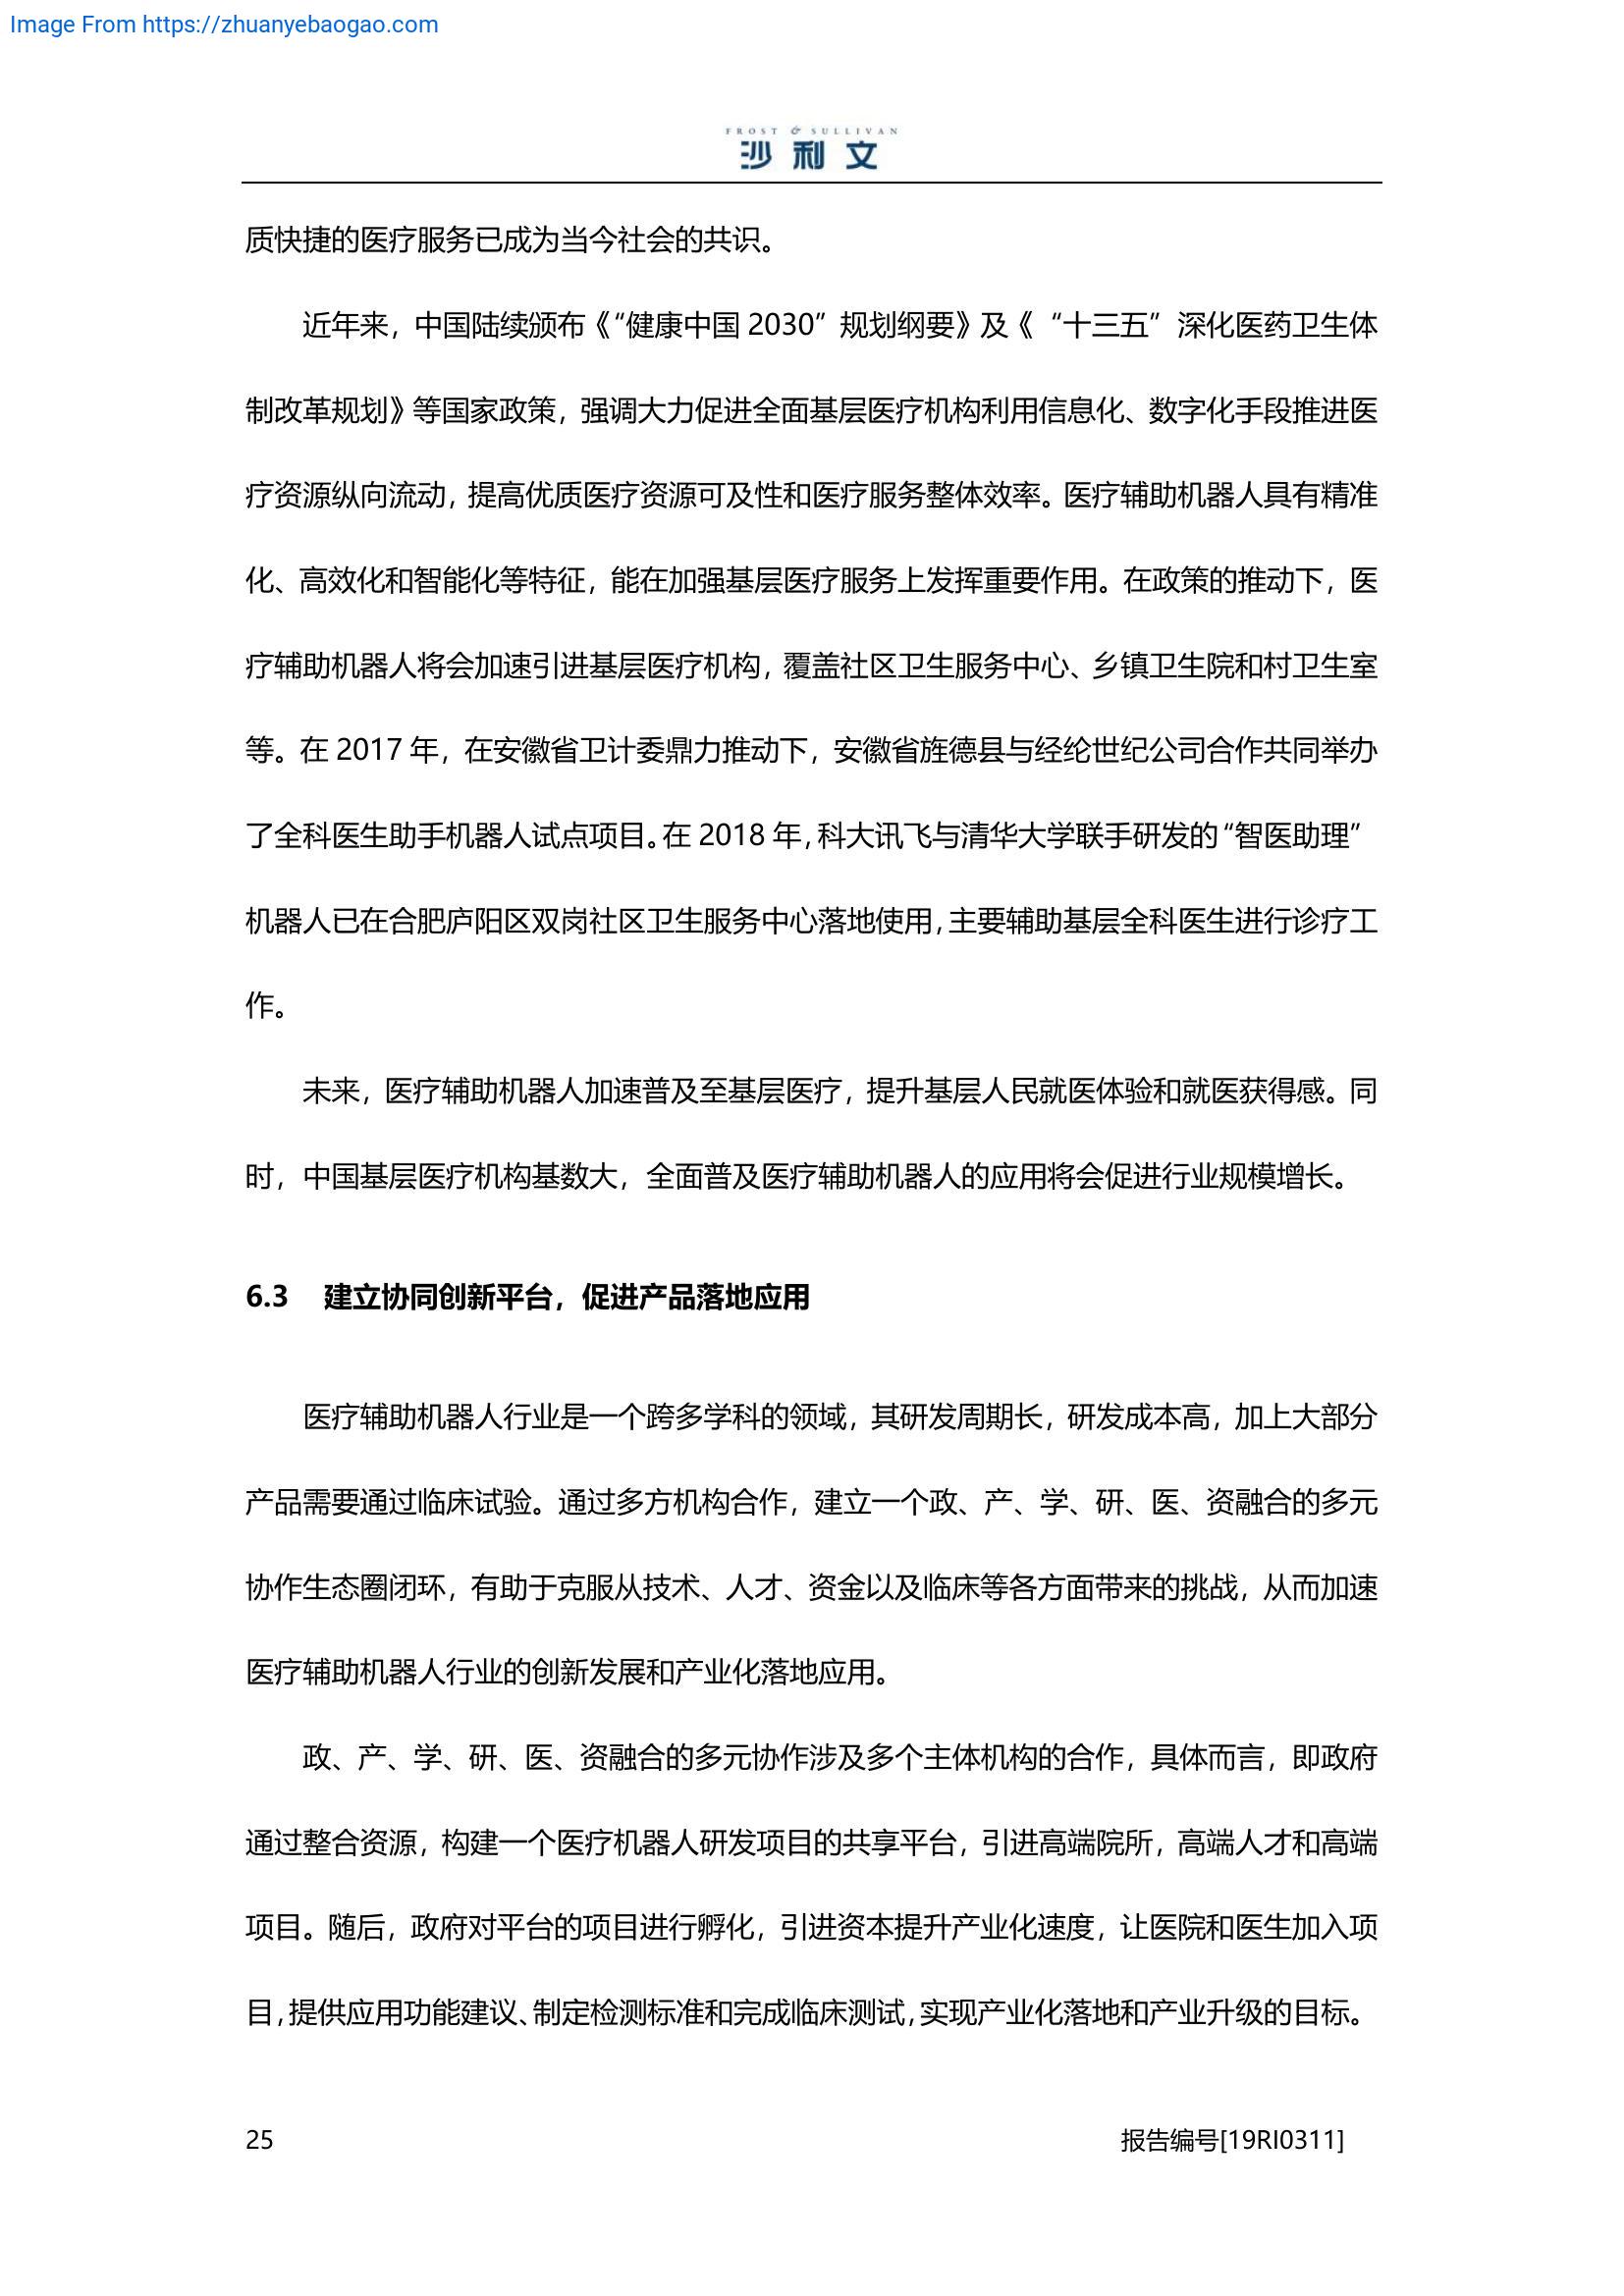 Image From https://zhuanyebaogao.com
FROST & SULLIVAN
沙利文
质快捷的医疗服务已成为当今社会的共识。
近年来，中国陆续颁布《“健康中国 2030”规划纲要》及《“十三五”深化医药卫生体
制改革规划》等国家政策，强调大力促进全面基层医疗机构利用信息化、数字化手段推进医
疗资源纵向流动，提高优质医疗资源可及性和医疗服务整体效率。医疗辅助机器人具有精准
化、高效化和智能化等特征，能在加强基层医疗服务上发挥重要作用。在政策的推动下，医
疗辅助机器人将会加速引进基层医疗机构，覆盖社区卫生服务中心、乡镇卫生院和村卫生室
等。在 2017 年，在安徽省卫计委鼎力推动下，安徽省旌德县与经纶世纪公司合作共同举办
了全科医生助手机器人试点项目。在 2018 年，科大讯飞与清华大学联手研发的“智医助理”
机器人已在合肥庐阳区双岗社区卫生服务中心落地使用，主要辅助基层全科医生进行诊疗工
作。
未来，医疗辅助机器人加速普及至基层医疗，提升基层人民就医体验和就医获得感。同
时，中国基层医疗机构基数大，全面普及医疗辅助机器人的应用将会促进行业规模增长。
6.3 建立协同创新平台，促进产品落地应用
医疗辅助机器人行业是一个跨多学科的领域，其研发周期长，研发成本高，加上大部分
产品需要通过临床试验。通过多方机构合作，建立一个政、产、学、研、医、资融合的多元
协作生态圈闭环，有助于克服从技术、人才、资金以及临床等各方面带来的挑战，从而加速
医疗辅助机器人行业的创新发展和产业化落地应用。
政、产、学、研、医、资融合的多元协作涉及多个主体机构的合作，具体而言，即政府
通过整合资源，构建一个医疗机器人研发项目的共享平台，引进高端院所，高端人才和高端
项目。随后，政府对平台的项目进行孵化，引进资本提升产业化速度，让医院和医生加入项
目，提供应用功能建议、制定检测标准和完成临床测试，实现产业化落地和产业升级的目标。
25
报告编号[19RI0311]